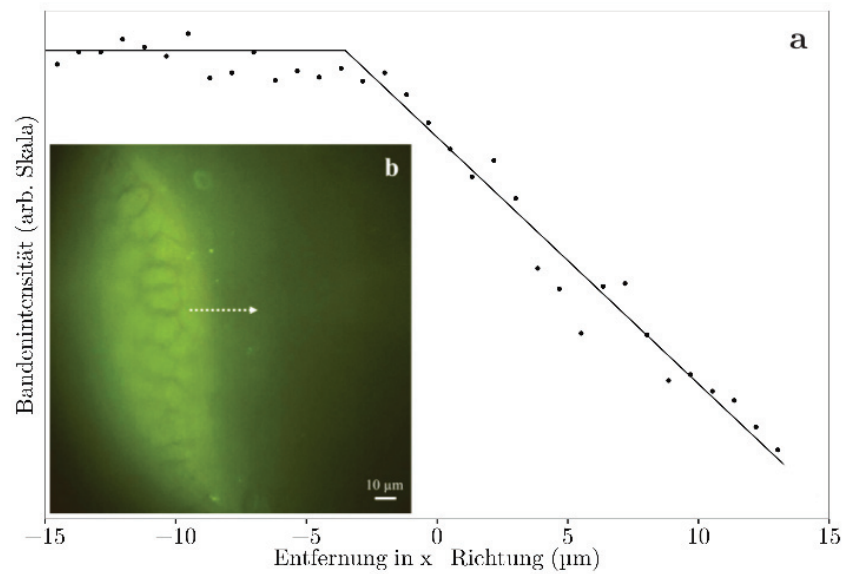 a
Bandenintensität (arb. Skala)
b
10 µm
−15 −10 −5 0 5 10 15
Entfernung in x Richtung (µm)